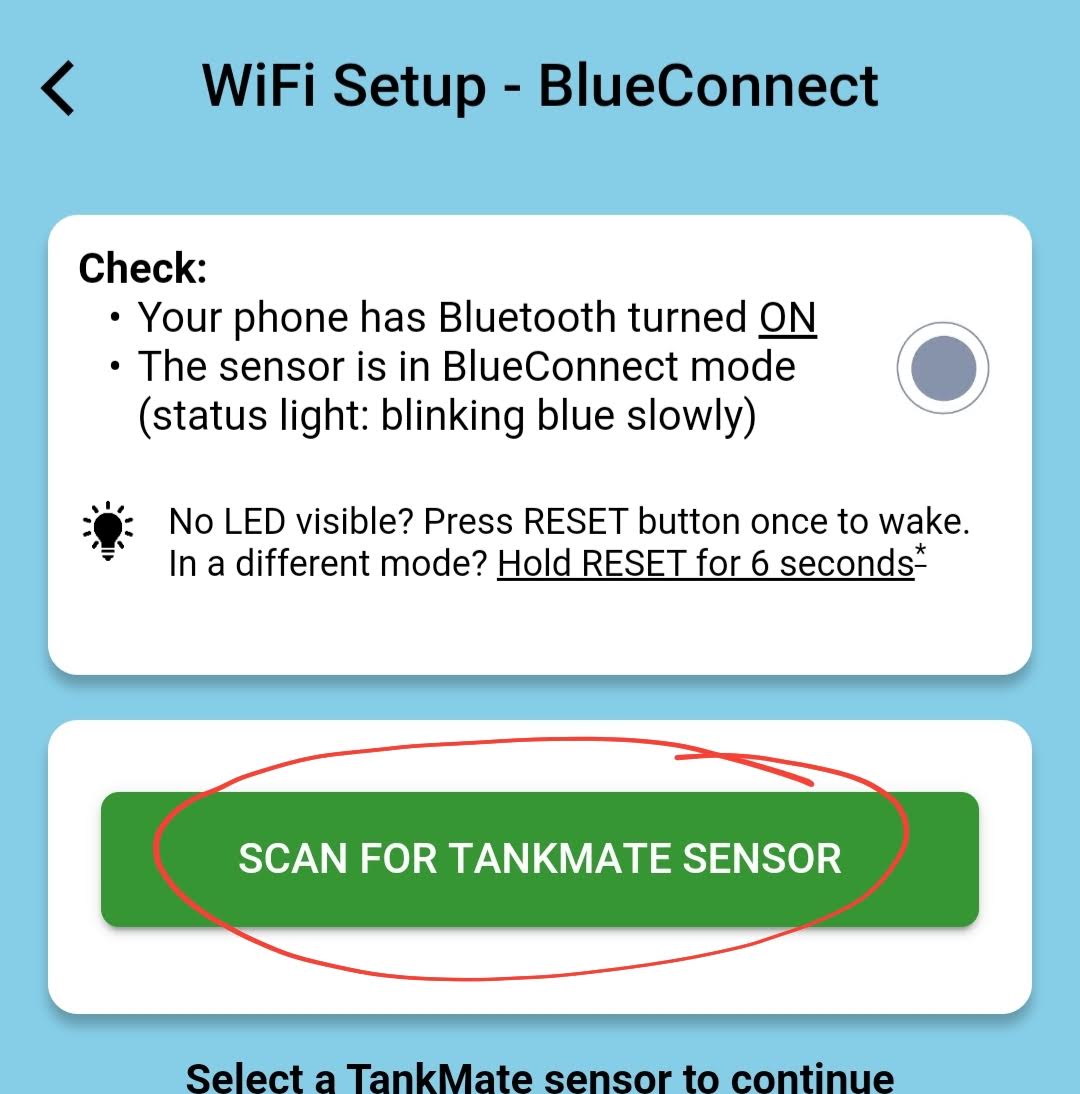 WiFi Setup - BlueConnect
Check:
• Your phone has Bluetooth turned ON
• The sensor is in BlueConnect mode
(status light: blinking blue slowly)
No LED visible? Press RESET button once to wake.
In a different mode? Hold RESET for 6 seconds*
SCAN FOR TANKMATE SENSOR
Select a TankMate sensor to continue